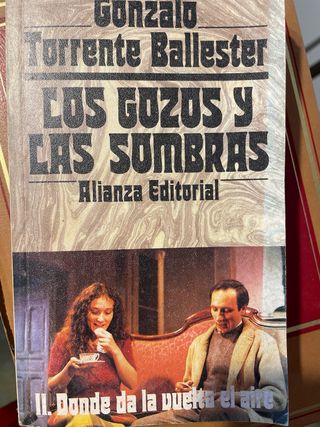 Gonzalo
Torrente Ballester
LOS GOZOS Y
LAS SOMBRAS
Alianza Editorial
II. Donde da la vuelta el aire